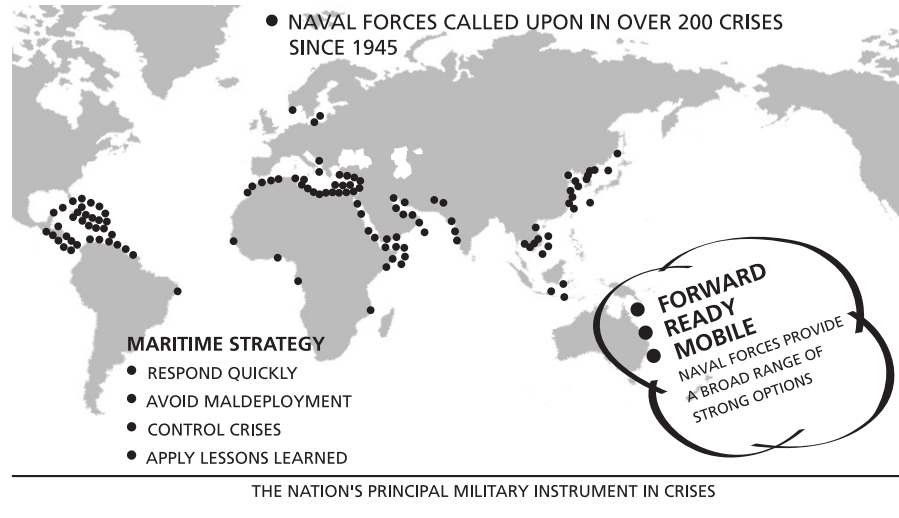 • NAVAL FORCES CALLED UPON IN OVER 200 CRISES
SINCE 1945
MARITIME STRATEGY
• RESPOND QUICKLY
• AVOID MALDEPLOYMENT
• CONTROL CRISES
• APPLY LESSONS LEARNED
• FORWARD
• READY
• MOBILE
NAVAL FORCES PROVIDE
A BROAD RANGE OF
STRONG OPTIONS
THE NATION'S PRINCIPAL MILITARY INSTRUMENT IN CRISES